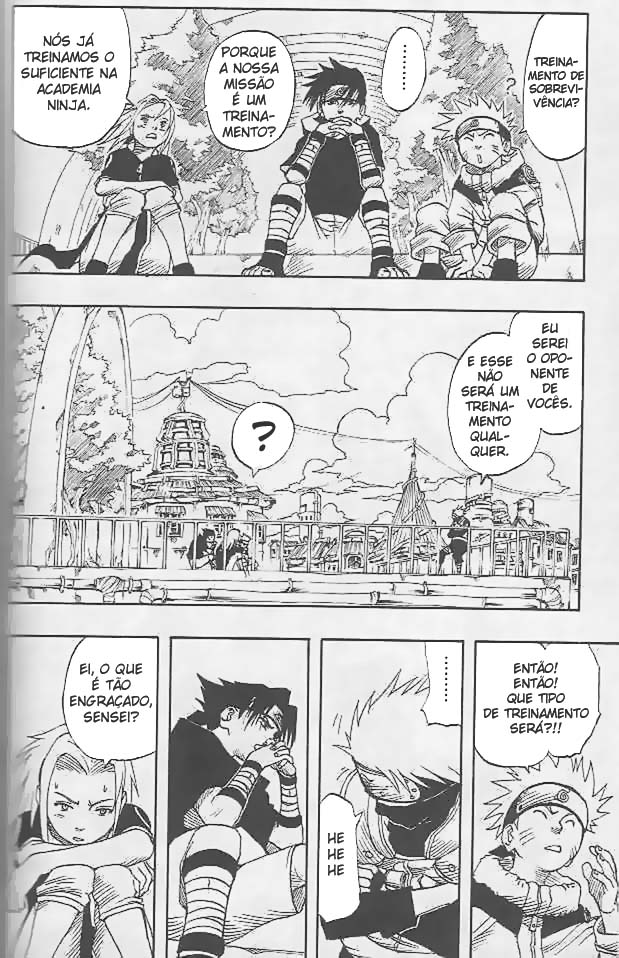 TREINA-
MENTO DE
SOBREVI-
VÊNCIA?
?
..........
PORQUE
A NOSSA
MISSÃO
É UM
TREINA-
MENTO?
NÓS JÁ
TREINAMOS O
SUFICIENTE NA
ACADEMIA
NINJA.
EU
SEREI
O OPO-
NENTE
DE
VOCÊS.
E ESSE
NÃO
SERÁ UM
TREINA-
MENTO
QUAL-
QUER.
?
ENTÃO!
ENTÃO!
QUE TIPO
DE TREINAMENTO
SERÁ?!!
..........
HE
HE
HE
EI, O QUE
É TÃO
ENGRAÇADO,
SENSEI?